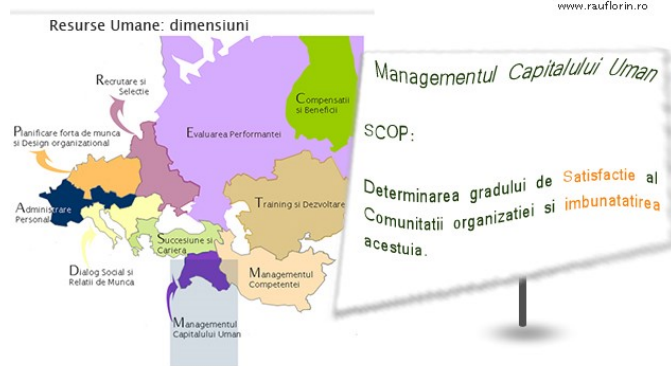 www.rauflorin.ro
Resurse Umane: dimensiuni
Recrutare si
Selectie
Compensatii
si Beneficii
Planificare forta de munca
si Design organizational
Evaluarea Performantei
Administrare
Personal
Training si Dezvoltare
Succesiune si
Cariera
Dialog Social si
Relatii de Munca
Managementul
Competentei
Managementul
Capitalului Uman
Managementul Capitalului Uman
SCOP:
Determinarea gradului de Satisfactie al
Comunitatii organizatiei si imbunatatirea
acestuia.